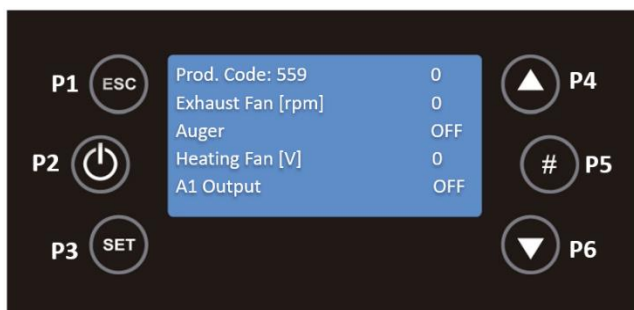 P1 ESC
P2
P3 SET
Prod. Code: 559 0
Exhaust Fan [rpm] 0
Auger OFF
Heating Fan [V] 0
A1 Output OFF
P4
# P5
P6